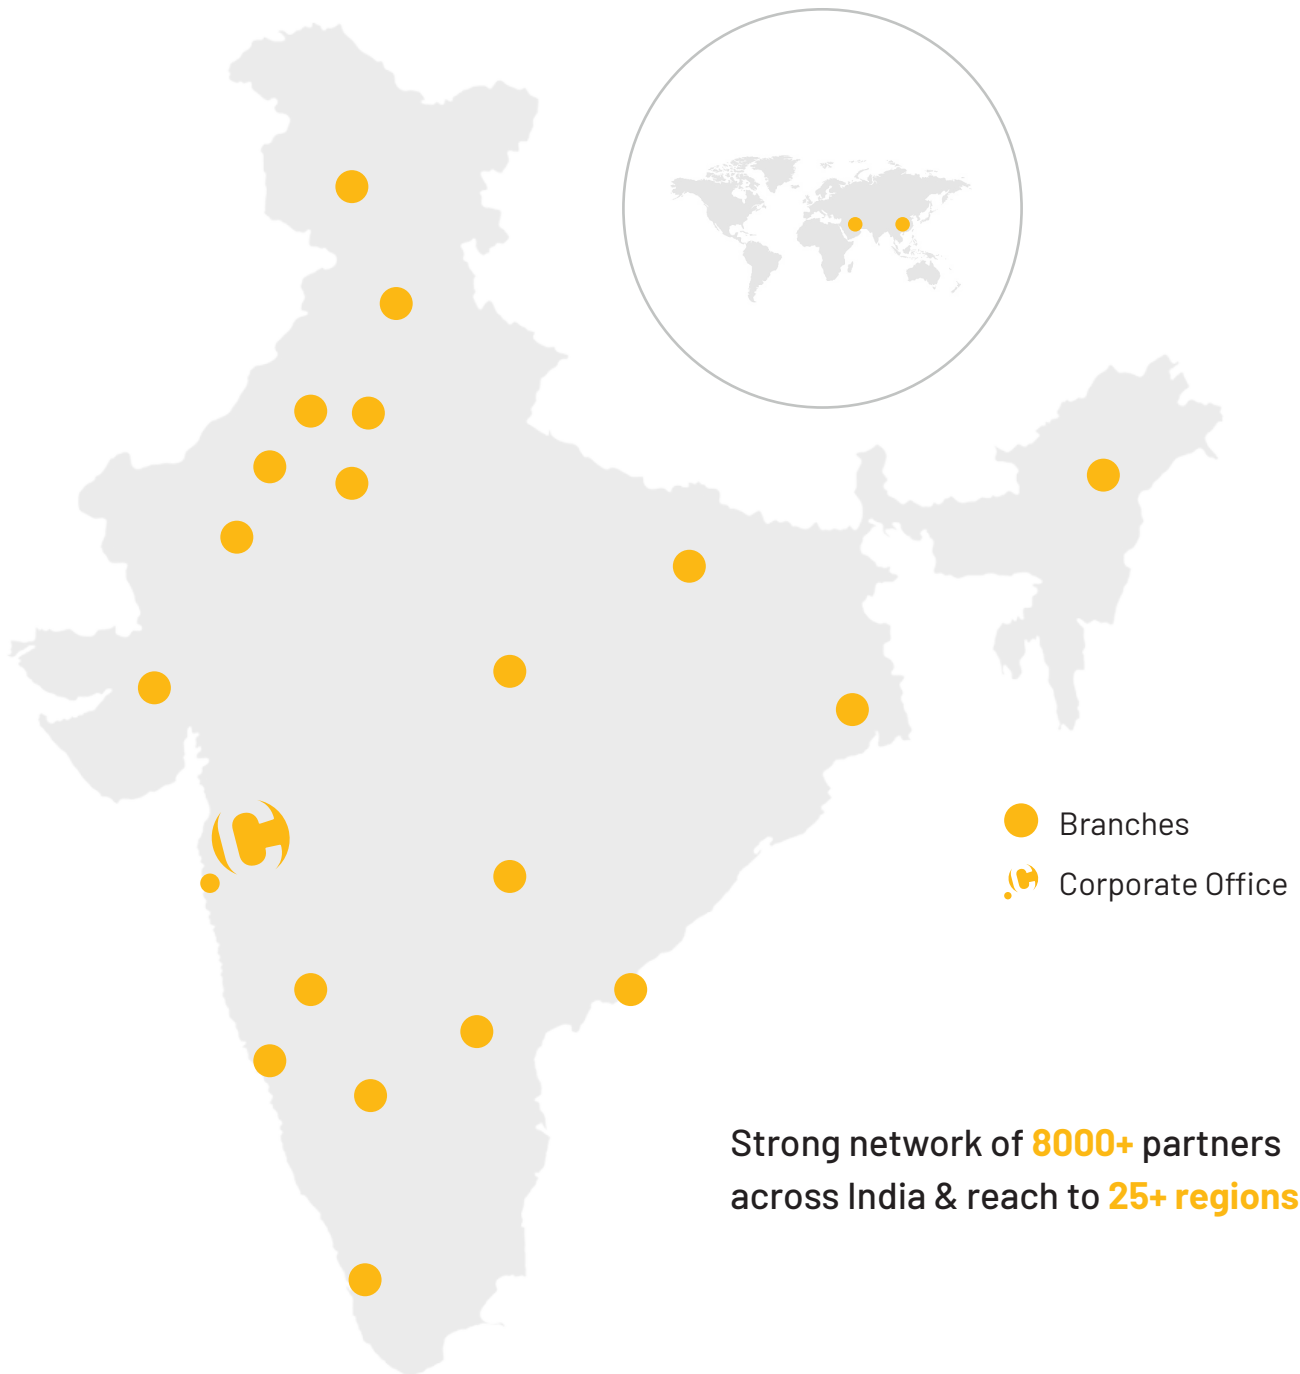 Branches
Corporate Office
Strong network of 8000+ partners
across India & reach to 25+ regions